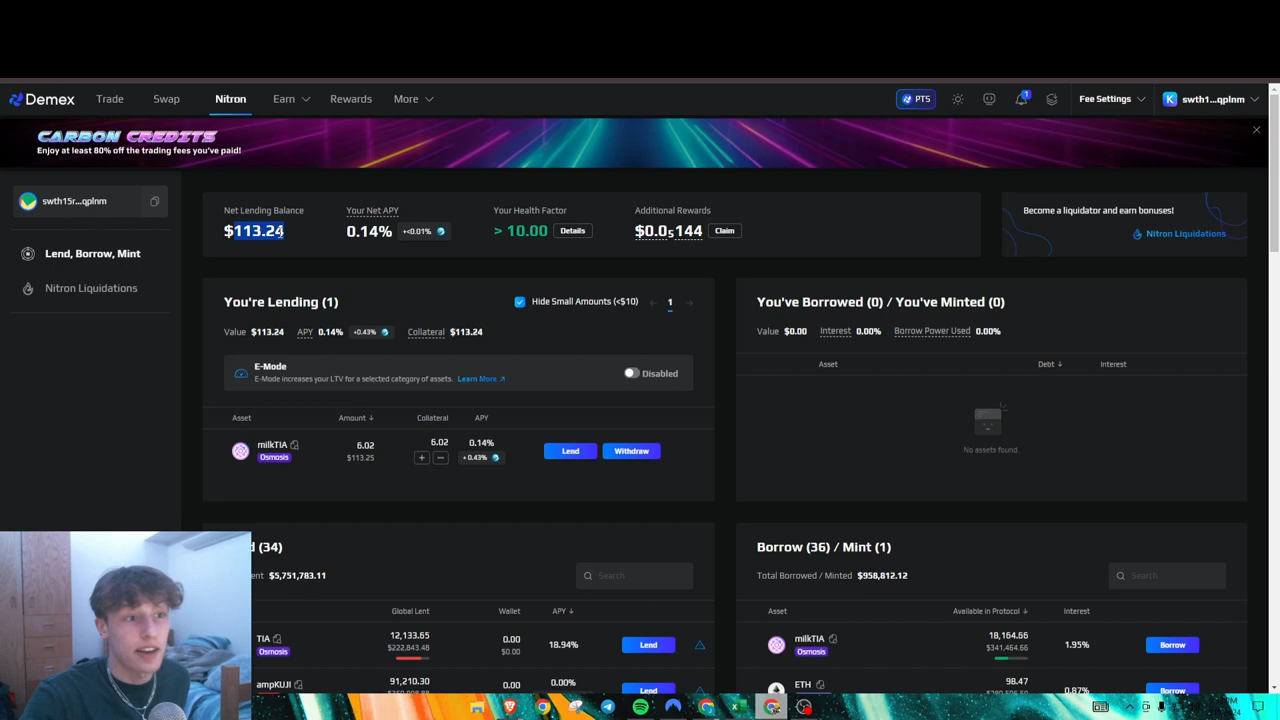 Demex
Trade
Swap
Nitron
Earn
Rewards
More
PTS
1
Fee Settings
K
swth1...qplnm
CARBON CREDITS
Enjoy at least 80% off the trading fees you've paid!
swth15r...qplnm
Lend, Borrow, Mint
Nitron Liquidations
Net Lending Balance
$113.24
Your Net APY
0.14%
+<0.01%
Your Health Factor
> 10.00
Details
Additional Rewards
$0.0₅144
Claim
Become a liquidator and earn bonuses!
Nitron Liquidations
You're Lending (1)
Hide Small Amounts (<$10)
1
Value $113.24 APY 0.14% +0.43% Collateral $113.24
E-Mode
E-Mode increases your LTV for a selected category of assets. Learn More
Disabled
Asset Amount Collateral APY
milkTIA
Osmosis
6.02
$113.25
6.02
0.14%
+0.43%
Lend
Withdraw
You've Borrowed (0) / You've Minted (0)
Value $0.00 Interest 0.00% Borrow Power Used 0.00%
Asset Debt Interest
No assets found.
(34)
$5,751,783.11
Search
Global Lent Wallet APY
TIA
Osmosis
12,133.65
$222,843.48
0.00
$0.00
18.94%
Lend
ampKUJI
91,210.30
0.00
0.00%
Lend
Borrow (36) / Mint (1)
Total Borrowed / Minted $958,812.12
Search
Asset Available in Protocol Interest
milkTIA
Osmosis
18,164.66
$341,464.66
1.95%
Borrow
ETH
98.47
0.87%
Borrow